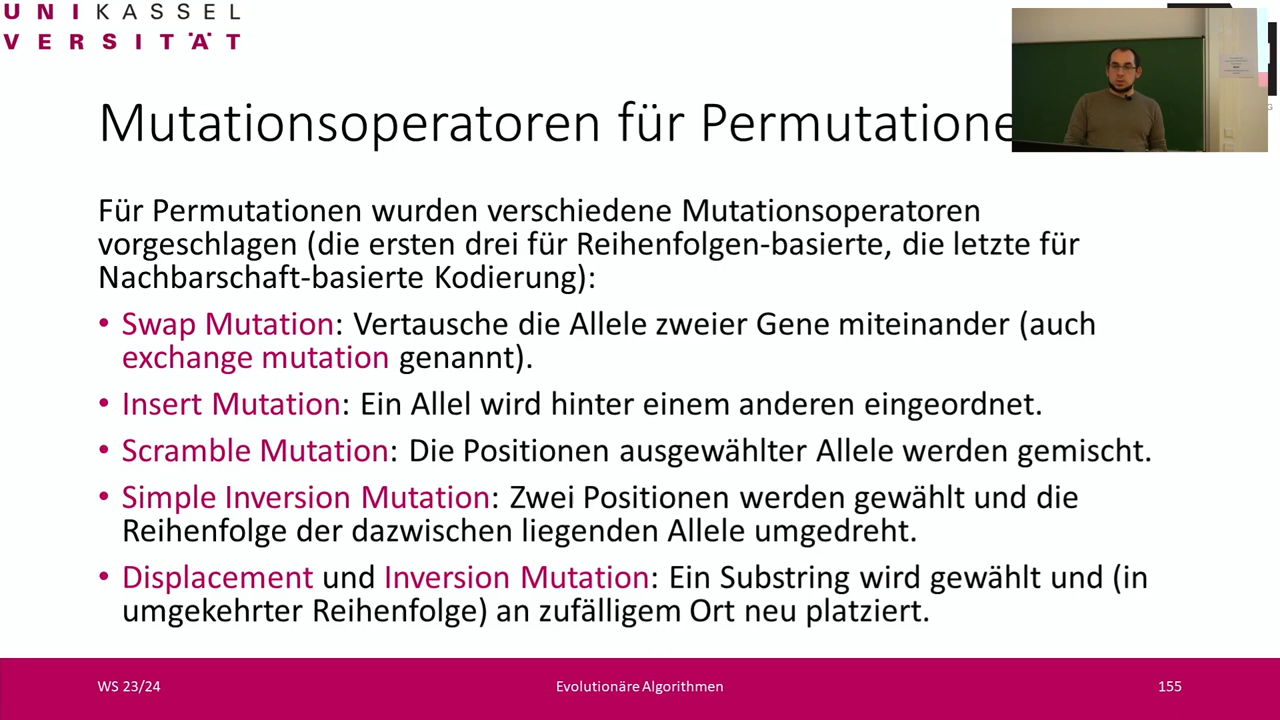 UNIKASSEL
VERSITÄT
Mutationsoperatoren für Permutatione
Für Permutationen wurden verschiedene Mutationsoperatoren
vorgeschlagen (die ersten drei für Reihenfolgen-basierte, die letzte für
Nachbarschaft-basierte Kodierung):
• Swap Mutation: Vertausche die Allele zweier Gene miteinander (auch
exchange mutation genannt).
• Insert Mutation: Ein Allel wird hinter einem anderen eingeordnet.
• Scramble Mutation: Die Positionen ausgewählter Allele werden gemischt.
• Simple Inversion Mutation: Zwei Positionen werden gewählt und die
Reihenfolge der dazwischen liegenden Allele umgedreht.
• Displacement und Inversion Mutation: Ein Substring wird gewählt und (in
umgekehrter Reihenfolge) an zufälligem Ort neu platziert.
WS 23/24
Evolutionäre Algorithmen
155